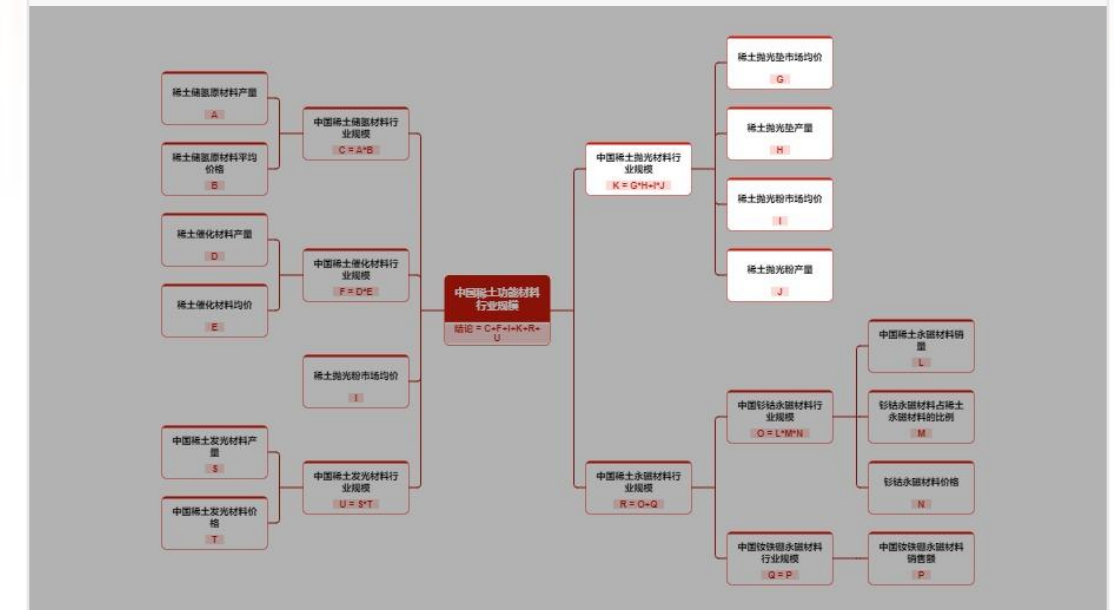 稀土储氢原材料产量
A
稀土储氢原材料平均
价格
B
中国稀土储氢材料行
业规模
C = A*B
稀土催化材料产量
D
稀土催化材料均价
E
中国稀土催化材料行
业规模
F = D*E
稀土抛光粉市场均价
I
中国稀土发光材料产
量
S
中国稀土发光材料价
格
T
中国稀土发光材料行
业规模
U = S*T
中国稀土功能材料
行业规模
结论 = C+F+I+K+R+
U
中国稀土抛光材料行
业规模
K = G*H+I*J
稀土抛光垫市场均价
G
稀土抛光垫产量
H
稀土抛光粉市场均价
I
稀土抛光粉产量
J
中国稀土永磁材料行
业规模
R = O+Q
中国钐钴永磁材料行
业规模
O = L*M*N
中国稀土永磁材料销
量
L
钐钴永磁材料占稀土
永磁材料的比例
M
钐钴永磁材料价格
N
中国钕铁硼永磁材料
行业规模
Q = P
中国钕铁硼永磁材料
销售额
P